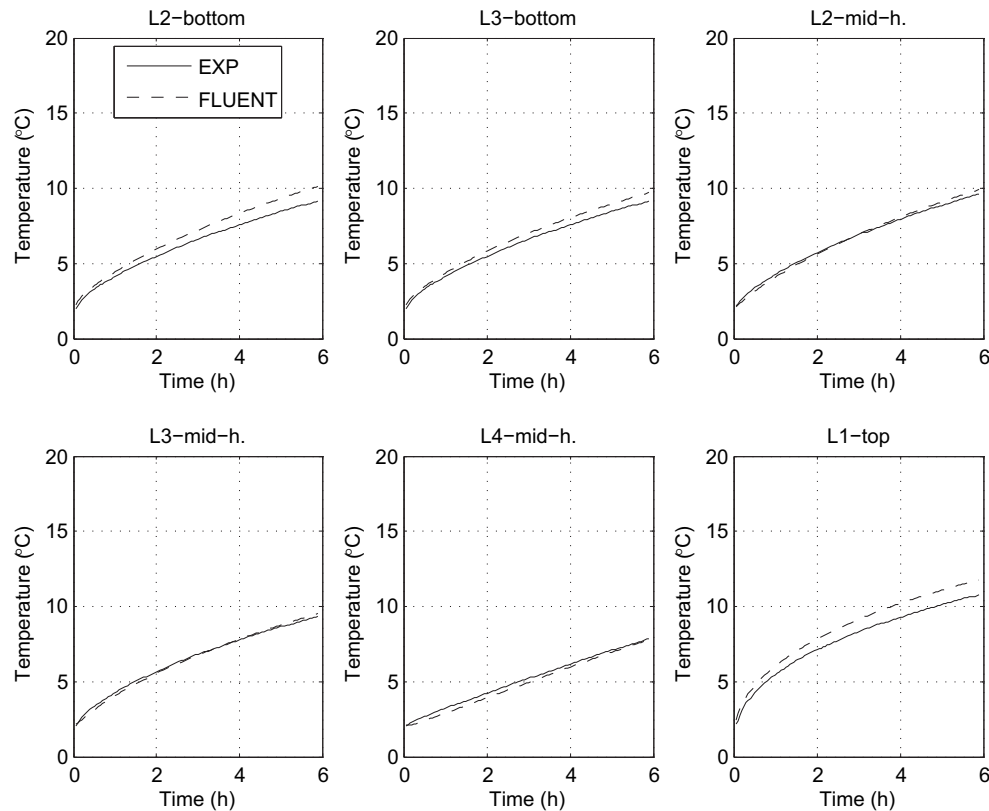 L2−bottom
EXP
FLUENT
Temperature (°C)
20
15
10
5
0
0 2 4 6
Time (h)
L3−bottom
Temperature (°C)
20
15
10
5
0
0 2 4 6
Time (h)
L2−mid−h.
Temperature (°C)
20
15
10
5
0
0 2 4 6
Time (h)
L3−mid−h.
Temperature (°C)
20
15
10
5
0
0 2 4 6
Time (h)
L4−mid−h.
Temperature (°C)
20
15
10
5
0
0 2 4 6
Time (h)
L1−top
Temperature (°C)
20
15
10
5
0
0 2 4 6
Time (h)